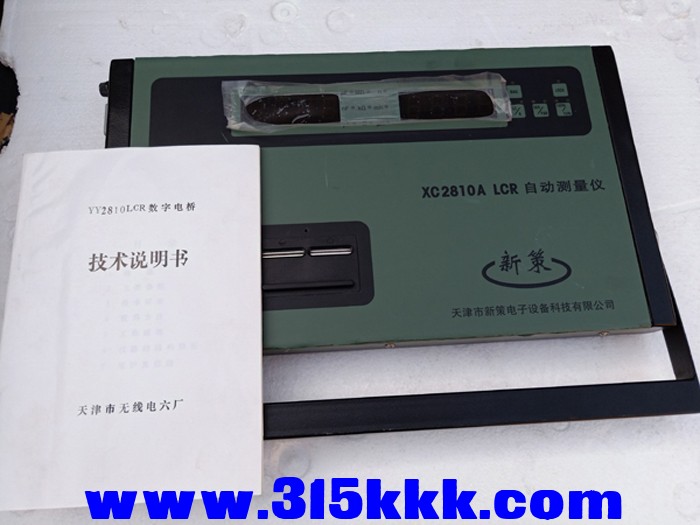 XC2810A LCR 自动测量仪
新策
天津市新策电子设备科技有限公司
YY2810LCR数字电桥
技术说明书
天津市无线电六厂
www.315kkk.com